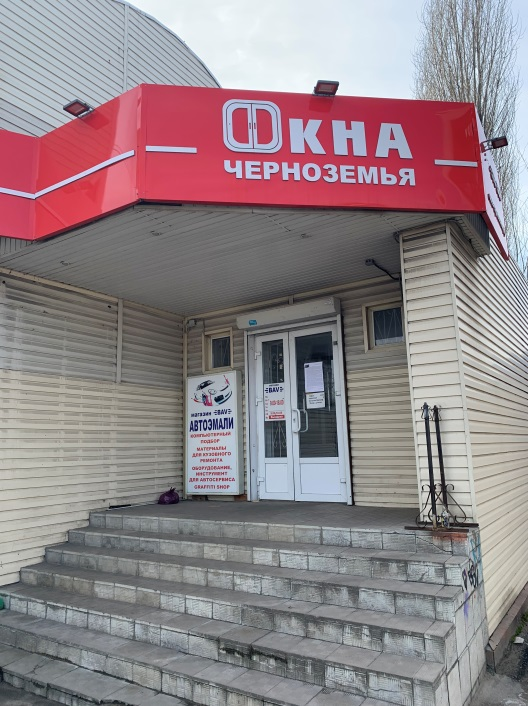 ОКНА
ЧЕРНОЗЕМЬЯ
магазин BAV
АВТОЭМАЛИ
КОМПЬЮТЕРНЫЙ
ПОДБОР
МАТЕРИАЛЫ
ДЛЯ КУЗОВНОГО
РЕМОНТА
ОБОРУДОВАНИЕ,
ИНСТРУМЕНТ
ДЛЯ АВТОСЕРВИСА
GRAFFITI SHOP
BAV